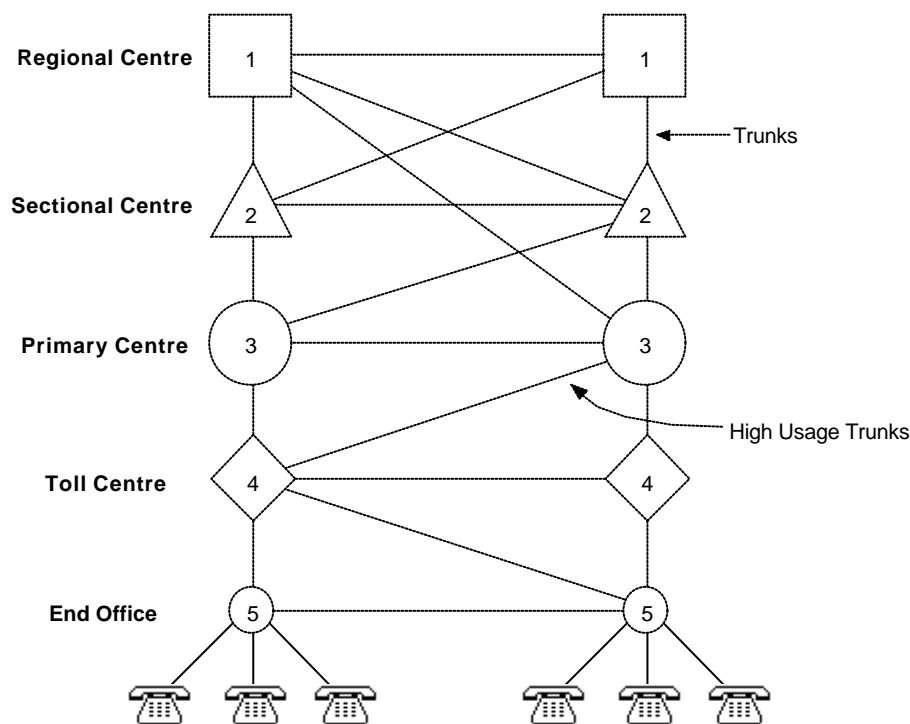 Regional Centre 1 1
Trunks
Sectional Centre 2 2
Primary Centre 3 3
High Usage Trunks
Toll Centre 4 4
End Office 5 5